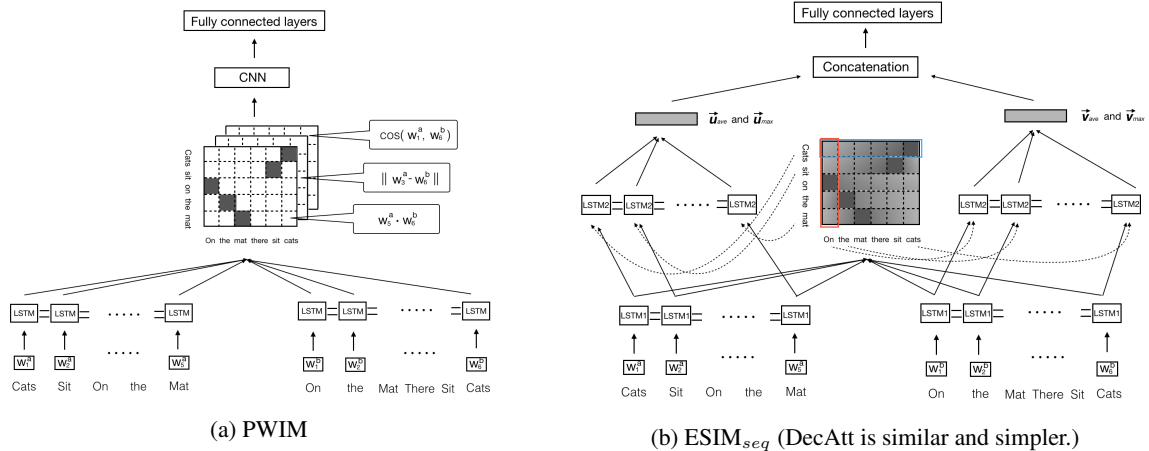 Fully connected layers
CNN
COS( w₁ᵃ, w₆ᵇ)
|| w₃ᵃ - w₆ᵇ ||
w₅ᵃ · w₆ᵇ
Cats sit on the mat
On the mat there sit cats
LSTM = LSTM = ····· = LSTM
LSTM = LSTM = ····· = LSTM
w₁ᵃ w₂ᵃ ····· w₅ᵃ
w₁ᵇ w₂ᵇ ····· w₆ᵇ
Cats Sit On the Mat
On the Mat There Sit Cats
(a) PWIM
Fully connected layers
Concatenation
u⃗ave and u⃗max
v⃗ave and v⃗max
Cats sit on the mat
On the mat there sit cats
LSTM2 = LSTM2 = ····· = LSTM2
LSTM2 = LSTM2 = ····· = LSTM2
LSTM1 = LSTM1 = ····· = LSTM1
LSTM1 = LSTM1 = ····· = LSTM1
w₁ᵃ w₂ᵃ ····· w₅ᵃ
w₁ᵇ w₂ᵇ ····· w₆ᵇ
Cats Sit On the Mat
On the Mat There Sit Cats
(b) ESIMseq (DecAtt is similar and simpler.)